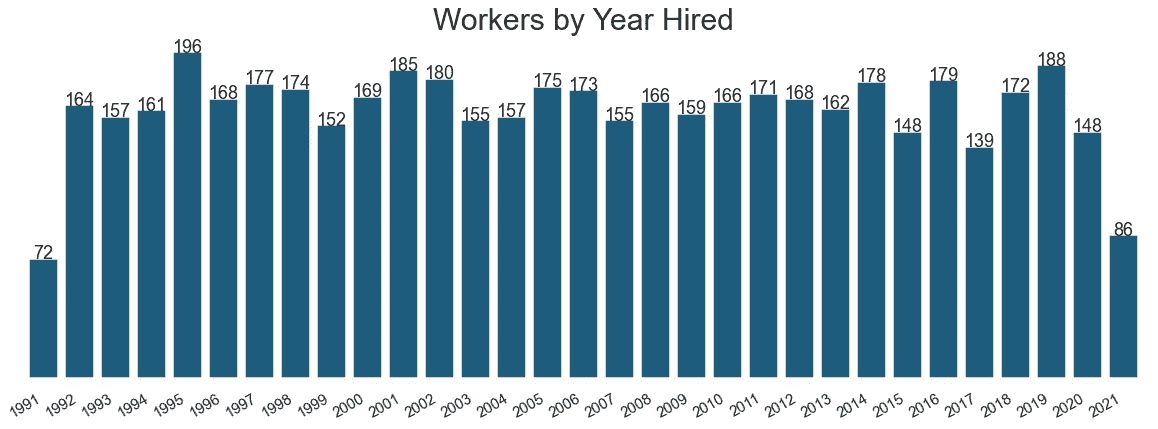 Workers by Year Hired
72 164 157 161 196 168 177 174 152 169 185 180 155 157 175 173 155 166 159 166 171 168 162 178 148 179 139 172 188 148 86
1991 1992 1993 1994 1995 1996 1997 1998 1999 2000 2001 2002 2003 2004 2005 2006 2007 2008 2009 2010 2011 2012 2013 2014 2015 2016 2017 2018 2019 2020 2021